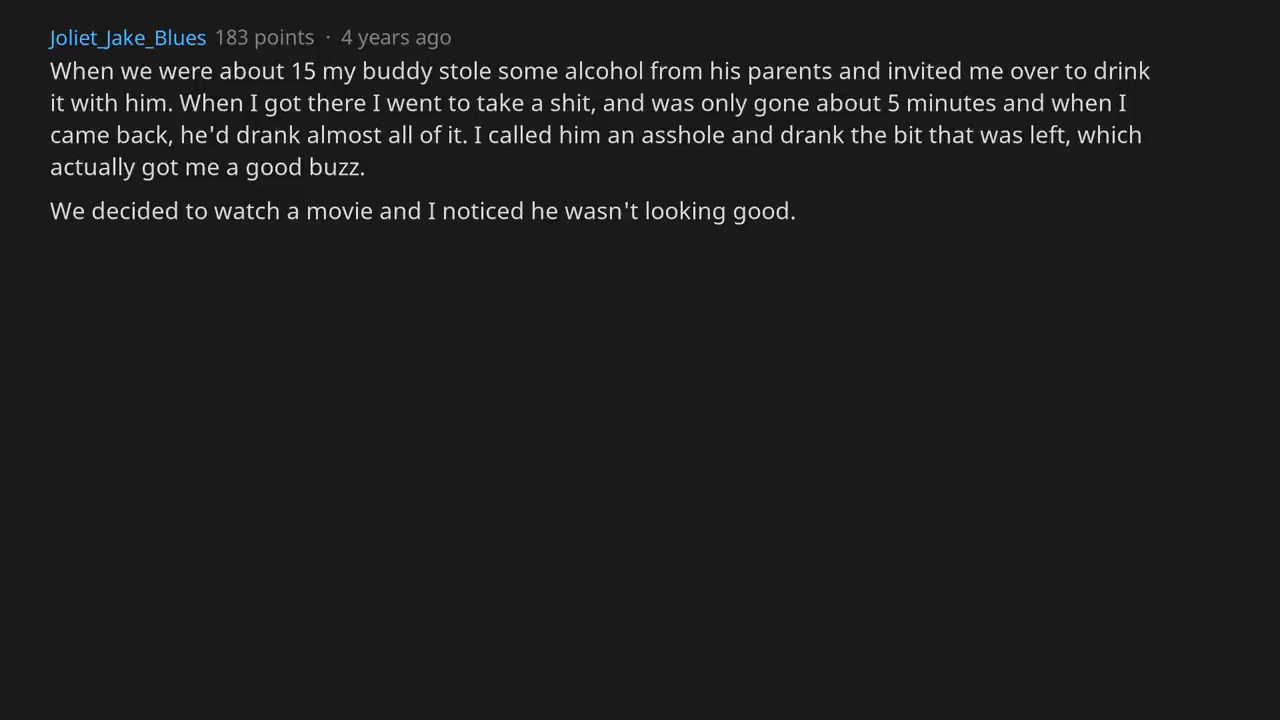 Joliet_Jake_Blues 183 points · 4 years ago
When we were about 15 my buddy stole some alcohol from his parents and invited me over to drink
it with him. When I got there I went to take a shit, and was only gone about 5 minutes and when I
came back, he'd drank almost all of it. I called him an asshole and drank the bit that was left, which
actually got me a good buzz.
We decided to watch a movie and I noticed he wasn't looking good.